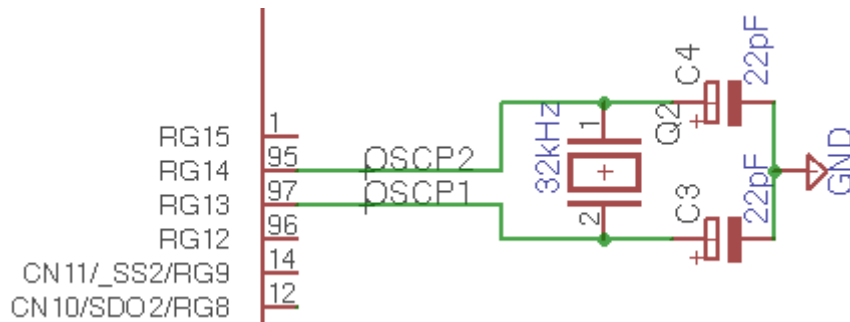 RG15 1
RG14 95
RG13 97
RG12 96
CN11/_SS2/RG9 14
CN10/SDO2/RG8 12
OSCP2
OSCP1
32kHz
1
2
Q2
C4
22pF
+
C3
22pF
+
GND